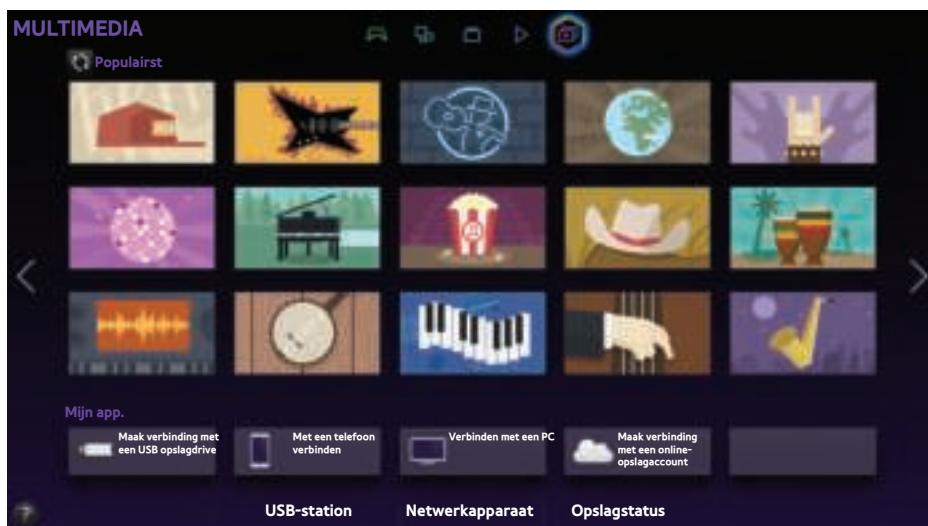 MULTIMEDIA
Populairst
Mijn app.
Maak verbinding met
een USB opslagdrive
Met een telefoon
verbinden
Verbinden met een PC
Maak verbinding
met een online-
opslagaccount
?
USB-station
Netwerkapparaat
Opslagstatus